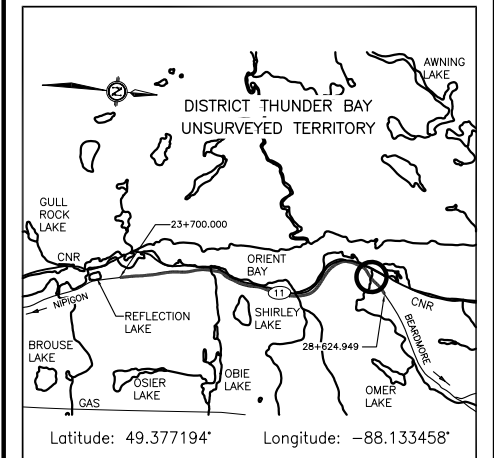 AWNING
LAKE
N
DISTRICT THUNDER BAY
UNSURVEYED TERRITORY
GULL
ROCK
LAKE
23+700.000
CNR
ORIENT
BAY
11
CNR
NIPIGON
REFLECTION
LAKE
SHIRLEY
LAKE
28+624.949
BEARDMORE
BROUSE
LAKE
OSIER
LAKE
OBIE
LAKE
OMER
LAKE
GAS
Latitude: 49.377194° Longitude: -88.133458°